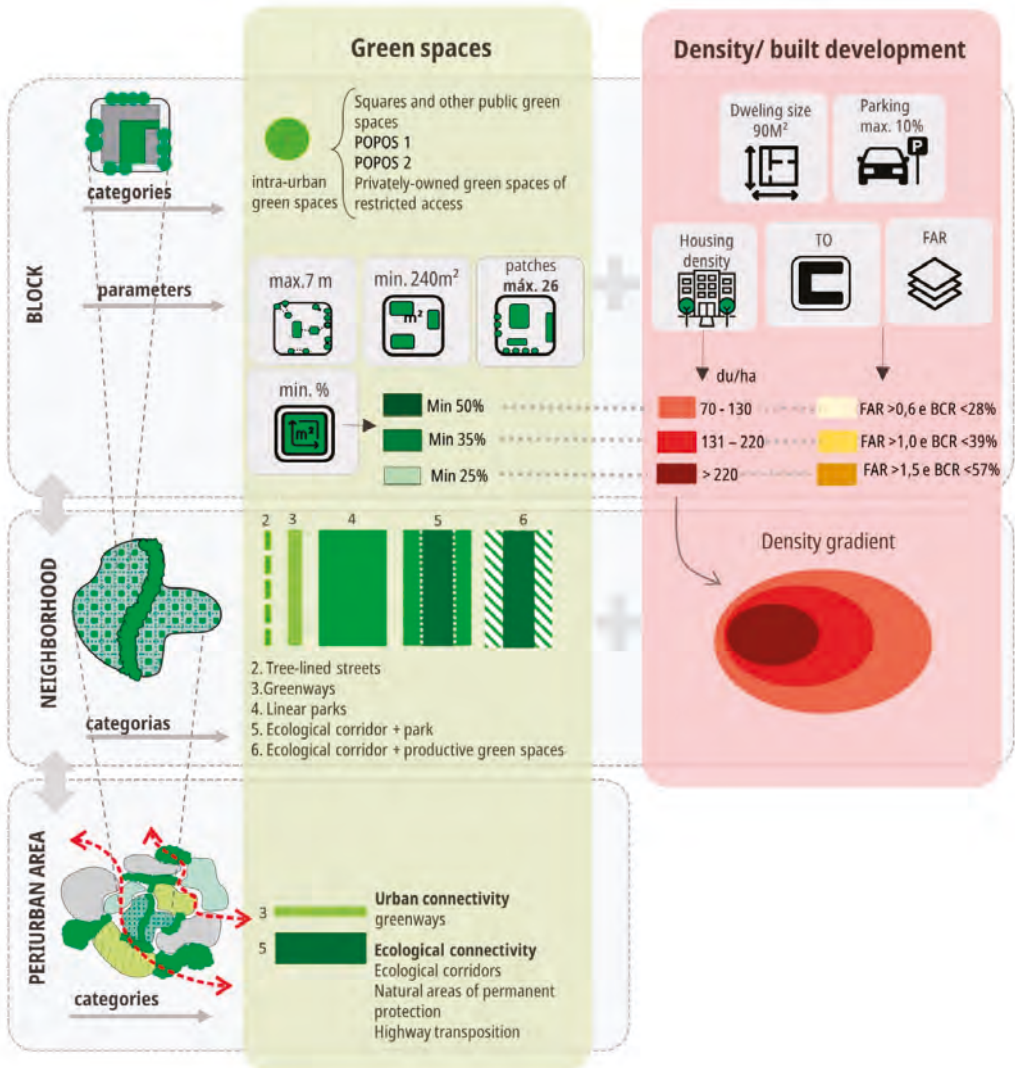 Green spaces
Density/ built development
BLOCK
categories
parameters
intra-urban
green spaces
Squares and other public green
spaces
POPOS 1
POPOS 2
Privately-owned green spaces of
restricted access
max.7 m
min. 240m²
m²
patches
máx. 26
min. %
m²
Min 50%
Min 35%
Min 25%
Dweling size
90M²
Parking
max. 10%
P
Housing
density
TO
FAR
du/ha
70 - 130
131 – 220
> 220
FAR >0,6 e BCR <28%
FAR >1,0 e BCR <39%
FAR >1,5 e BCR <57%
NEIGHBORHOOD
categorias
2 3 4 5 6
2. Tree-lined streets
3.Greenways
4. Linear parks
5. Ecological corridor + park
6. Ecological corridor + productive green spaces
Density gradient
PERIURBAN AREA
categories
3
Urban connectivity
greenways
5
Ecological connectivity
Ecological corridors
Natural areas of permanent
protection
Highway transposition